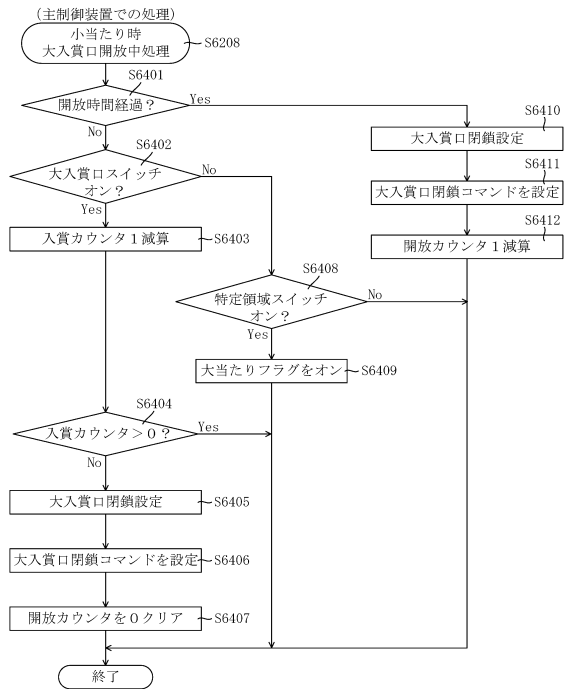 (主制御装置での処理)
小当たり時
大入賞口開放中処理
S6208
S6401
開放時間経過？
Yes
No
S6410
大入賞口閉鎖設定
S6402
大入賞口スイッチ
オン？
No
Yes
S6411
大入賞口閉鎖コマンドを設定
S6412
開放カウンタ１減算
入賞カウンタ１減算
S6403
S6408
特定領域スイッチ
オン？
No
Yes
大当たりフラグをオン
S6409
S6404
入賞カウンタ＞０？
Yes
No
大入賞口閉鎖設定
S6405
大入賞口閉鎖コマンドを設定
S6406
開放カウンタを０クリア
S6407
終了